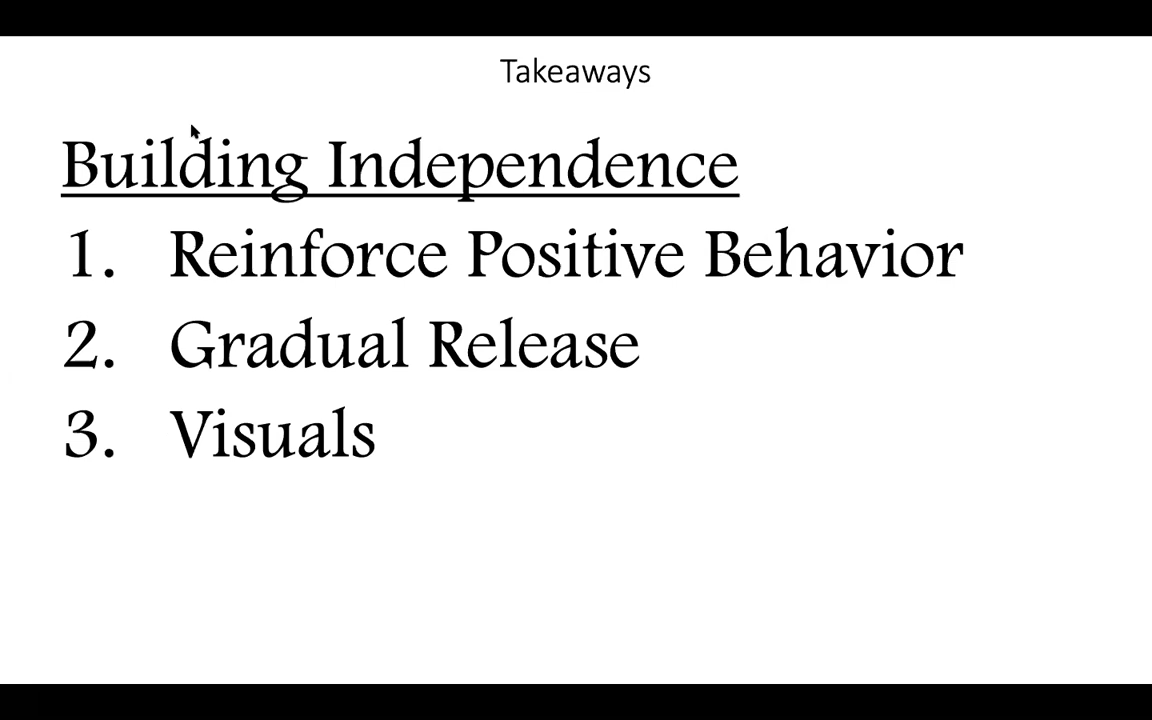 Takeaways
Building Independence
1. Reinforce Positive Behavior
2. Gradual Release
3. Visuals